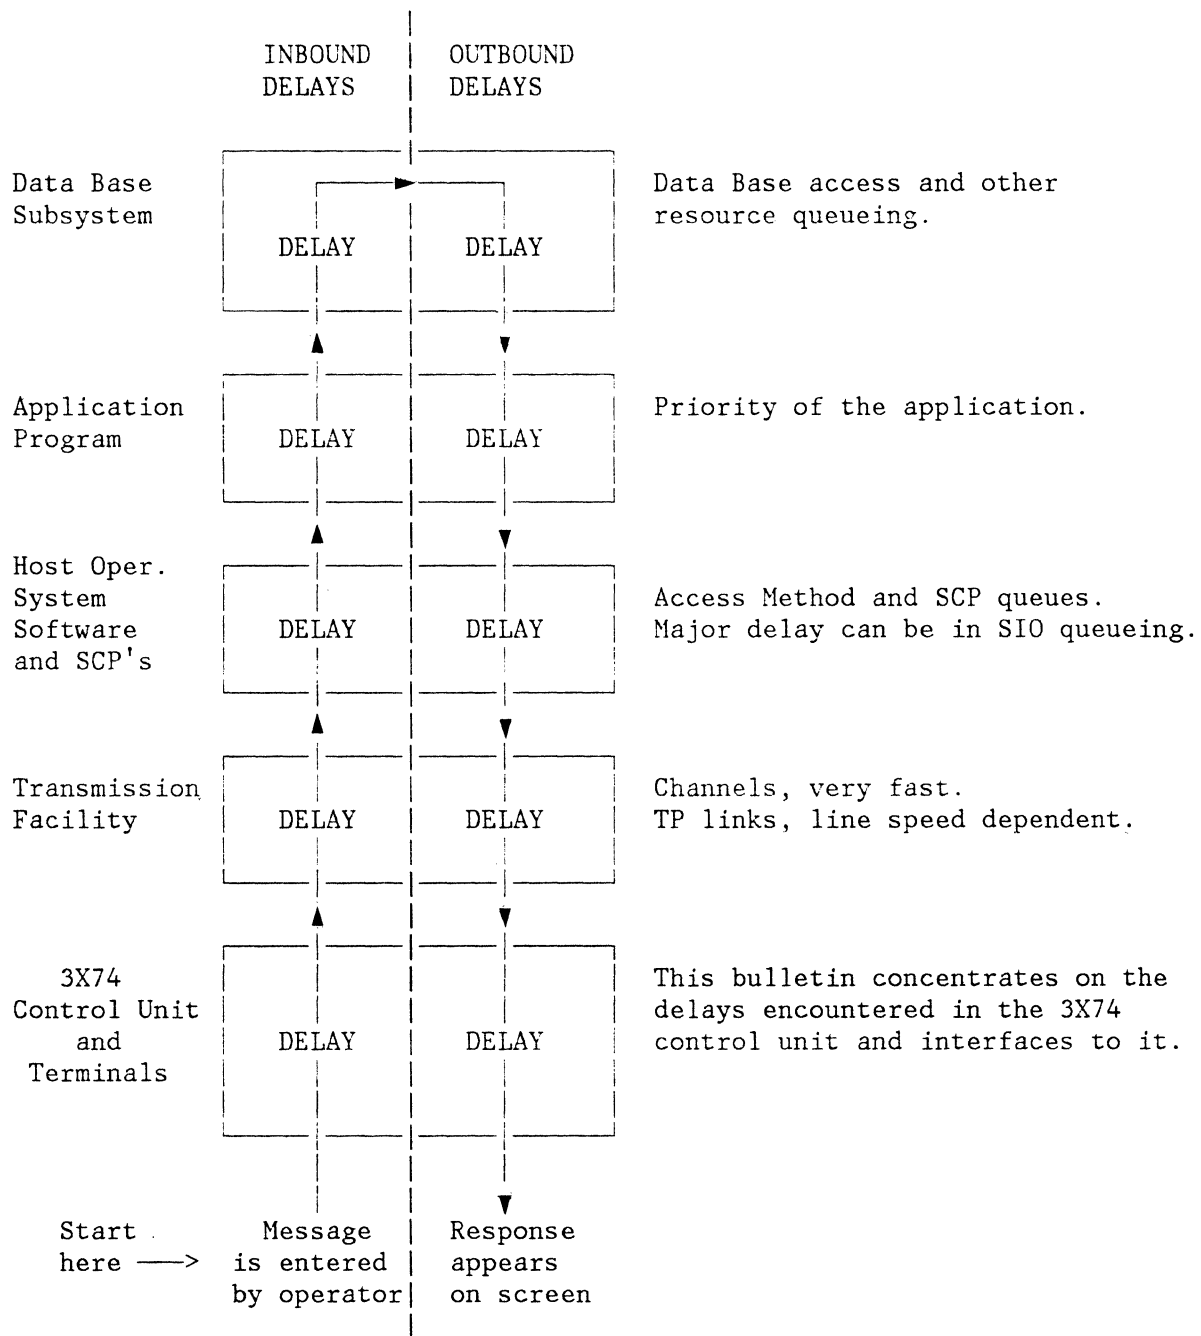 INBOUND OUTBOUND
DELAYS DELAYS
Data Base Data Base access and other
Subsystem resource queueing.
DELAY DELAY
Application Priority of the application.
Program DELAY DELAY
Host Oper.
System Access Method and SCP queues.
Software DELAY DELAY Major delay can be in SIO queueing.
and SCP's
Transmission Channels, very fast.
Facility DELAY DELAY TP links, line speed dependent.
3X74 This bulletin concentrates on the
Control Unit delays encountered in the 3X74
and DELAY DELAY control unit and interfaces to it.
Terminals
Start Message Response
here ——> is entered appears
by operator on screen